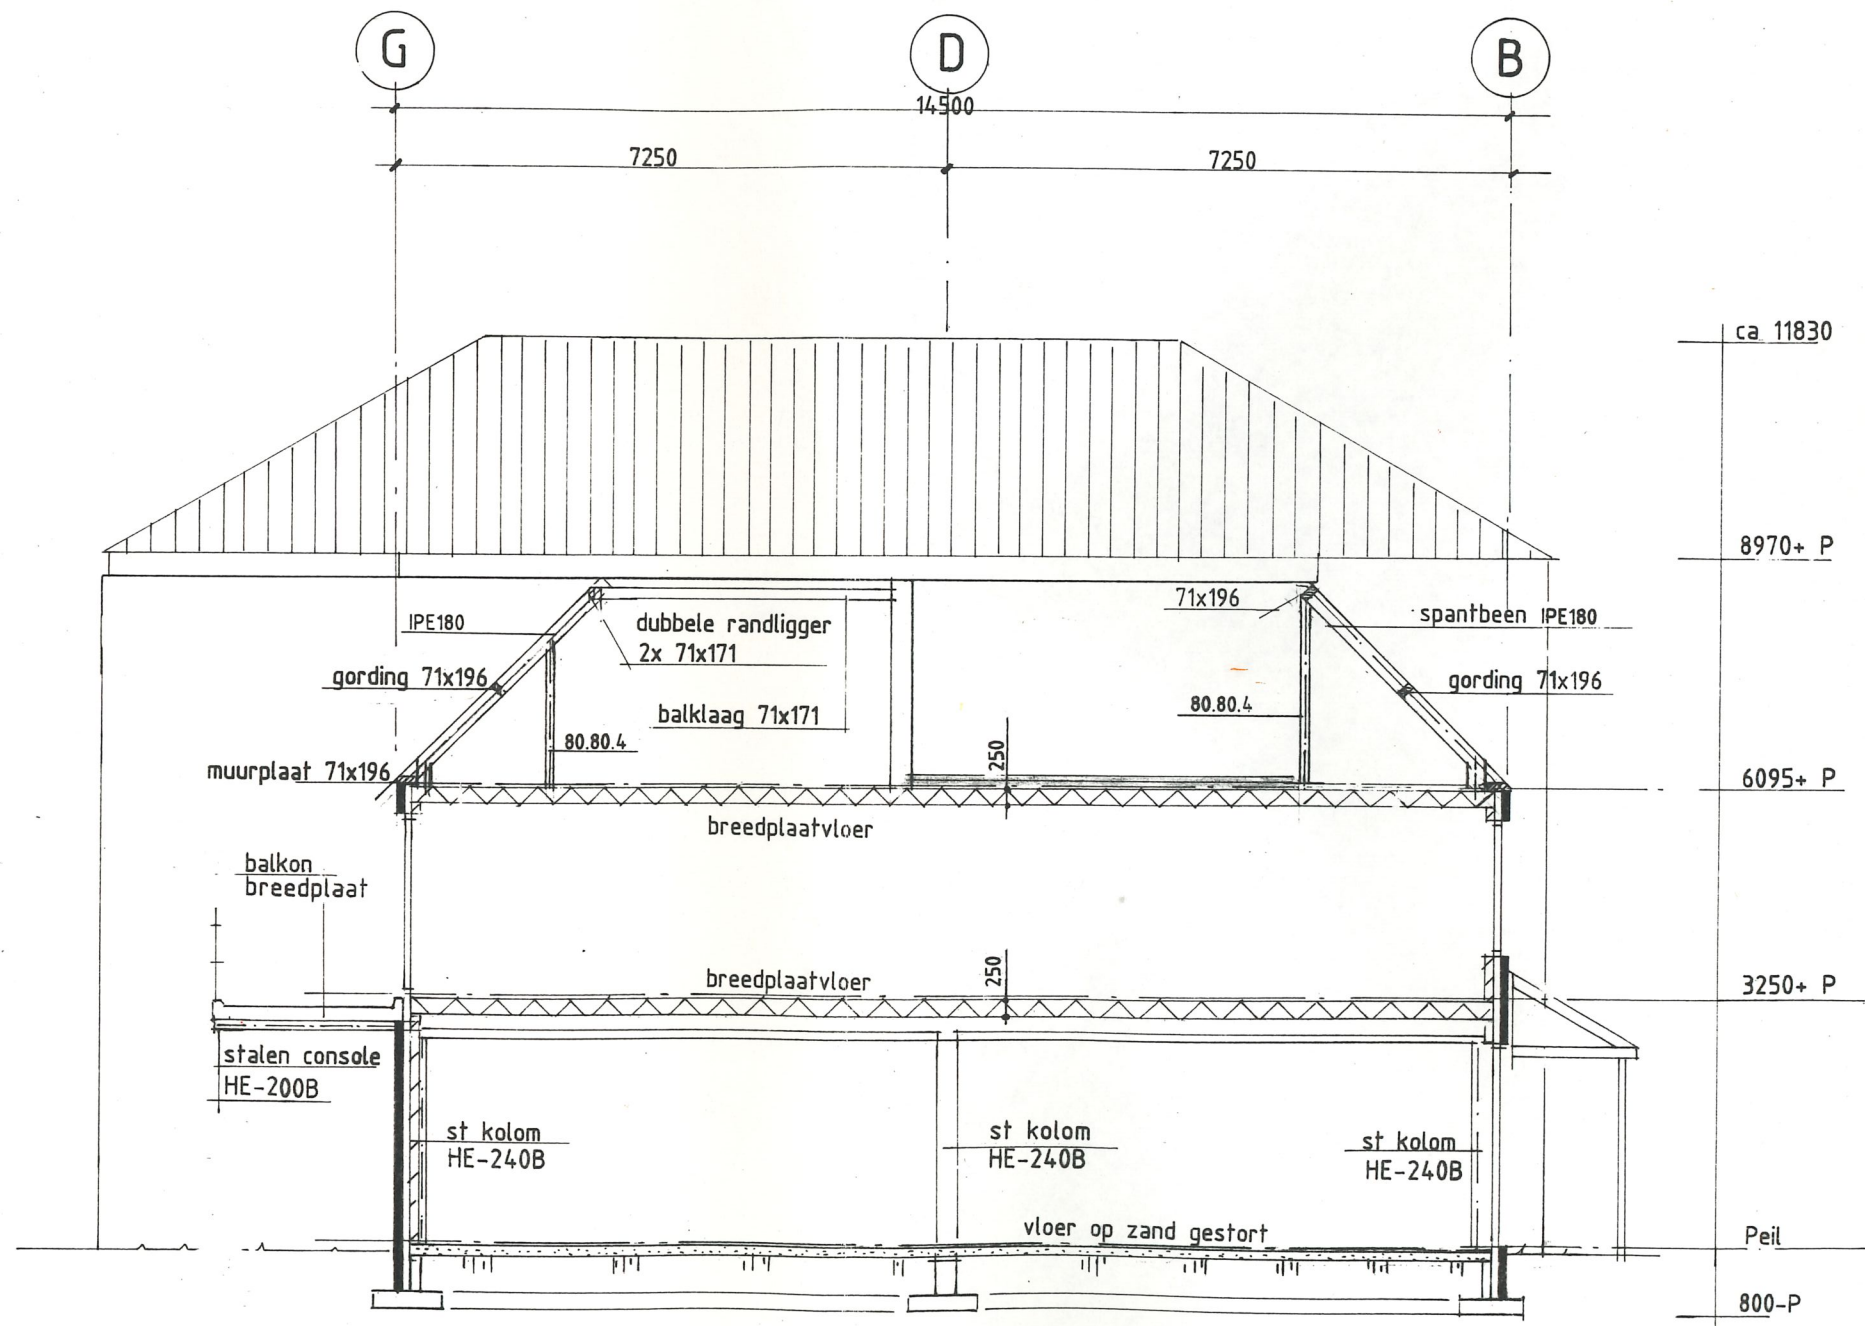 G
D
B
14500
7250
7250
ca 11830
8970+ P
71x196
spantbeen IPE180
IPE180
dubbele randligger
2x 71x171
gording 71x196
gording 71x196
80.80.4
balklaag 71x171
80.80.4
250
muurplaat 71x196
6095+ P
breedplaatvloer
balkon
breedplaat
breedplaatvloer
250
3250+ P
stalen console
HE-200B
st kolom
HE-240B
st kolom
HE-240B
st kolom
HE-240B
vloer op zand gestort
Peil
800-P